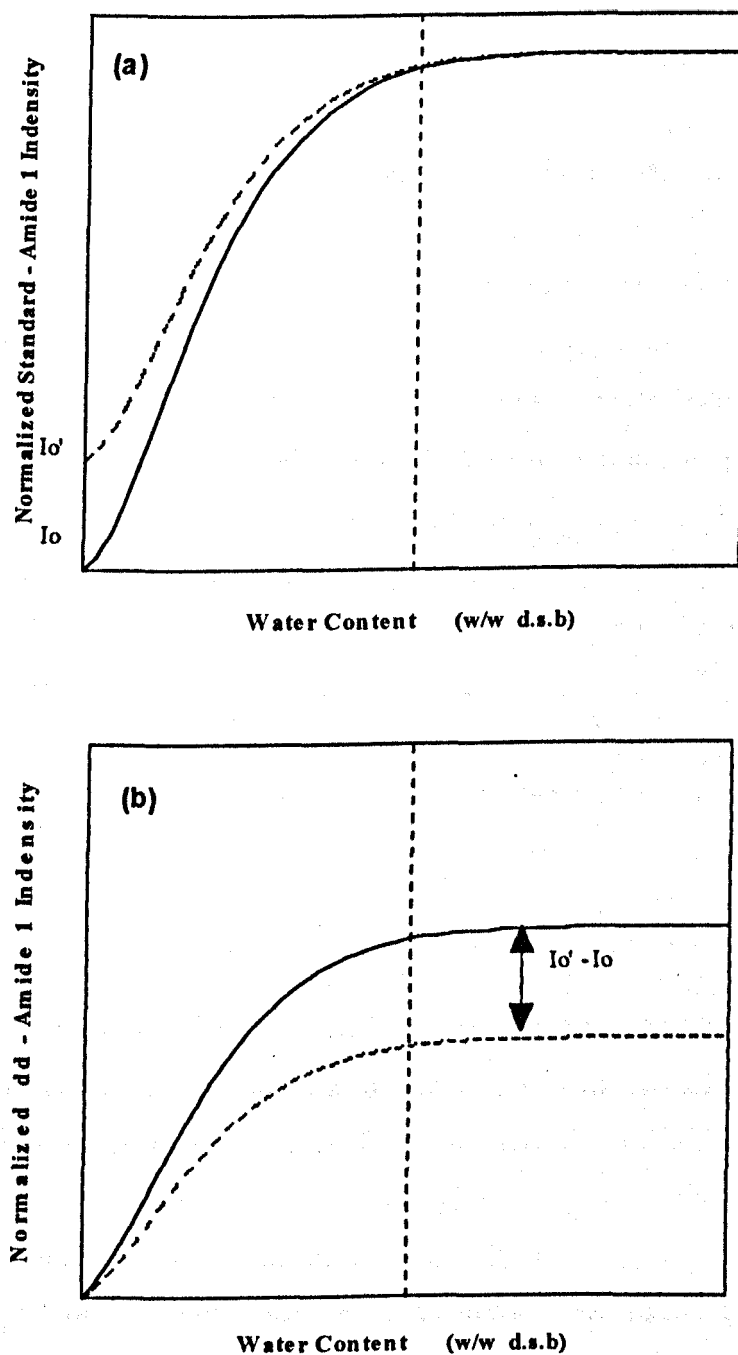 (a)
Normalized Standard - Amide 1 Indensity
Io'
Io
Water Content (w/w d.s.b)
(b)
Normalized dd - Amide 1 Indensity
Io' - Io
Water Content (w/w d.s.b)